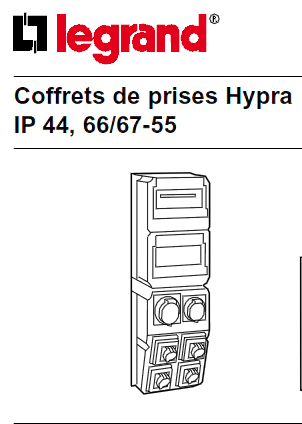 legrand®
Coffrets de prises Hypra
IP 44, 66/67-55